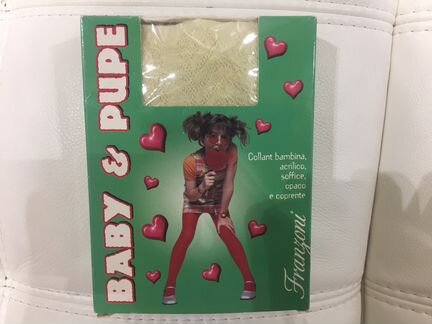 BABY & PUPE
Collant bambina,
acrilico,
soffice,
opaco
e coprente
Franzoni®